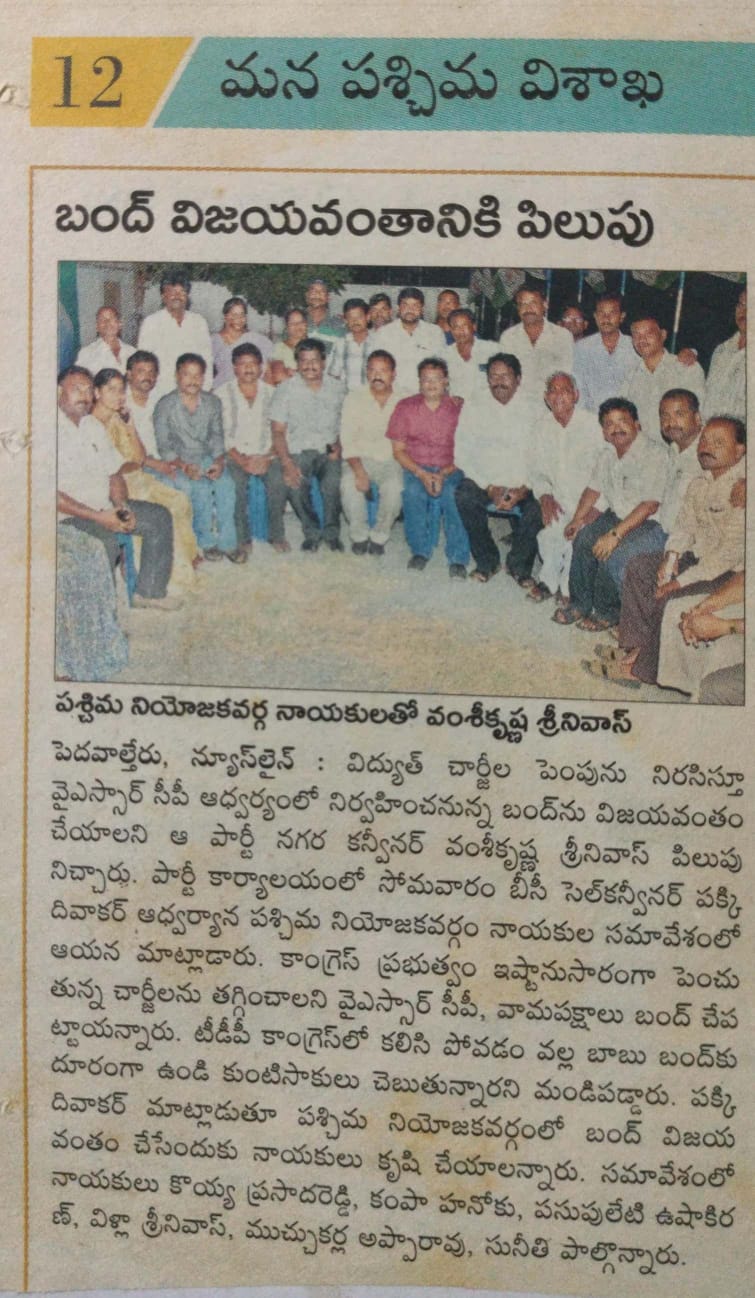 12
మన పశ్చిమ విశాఖ
బంద్ విజయవంతానికి పిలుపు
పశ్చిమ నియోజకవర్గ నాయకులతో వంశీకృష్ణ శ్రీనివాస్
పెదవాల్తేరు, న్యూస్‌లైన్ : విద్యుత్ చార్జీల పెంపును నిరసిస్తూ
వైఎస్సార్ సీపీ ఆధ్వర్యంలో నిర్వహించనున్న బంద్‌ను విజయవంతం
చేయాలని ఆ పార్టీ నగర కన్వీనర్ వంశీకృష్ణ శ్రీనివాస్ పిలుపు
నిచ్చారు. పార్టీ కార్యాలయంలో సోమవారం బీసీ సెల్‌కన్వీనర్ పక్కి
దివాకర్ ఆధ్వర్యాన పశ్చిమ నియోజకవర్గం నాయకుల సమావేశంలో
ఆయన మాట్లాడారు. కాంగ్రెస్ ప్రభుత్వం ఇష్టానుసారంగా పెంచు
తున్న చార్జీలను తగ్గించాలని వైఎస్సార్ సీపీ, వామపక్షాలు బంద్ చేప
ట్టాయన్నారు. టీడీపీ కాంగ్రెస్‌లో కలిసి పోవడం వల్ల బాబు బంద్‌కు
దూరంగా ఉండి కుంటిసాకులు చెబుతున్నారని మండిపడ్డారు. పక్కి
దివాకర్ మాట్లాడుతూ పశ్చిమ నియోజకవర్గంలో బంద్ విజయ
వంతం చేసేందుకు నాయకులు కృషి చేయాలన్నారు. సమావేశంలో
నాయకులు కొయ్య ప్రసాదరెడ్డి, కంపా హనోకు, పసుపులేటి ఉషాకిర
ణ్, విళ్లా శ్రీనివాస్, ముచ్చుకర్ల అప్పారావు, సునీతి పాల్గొన్నారు.